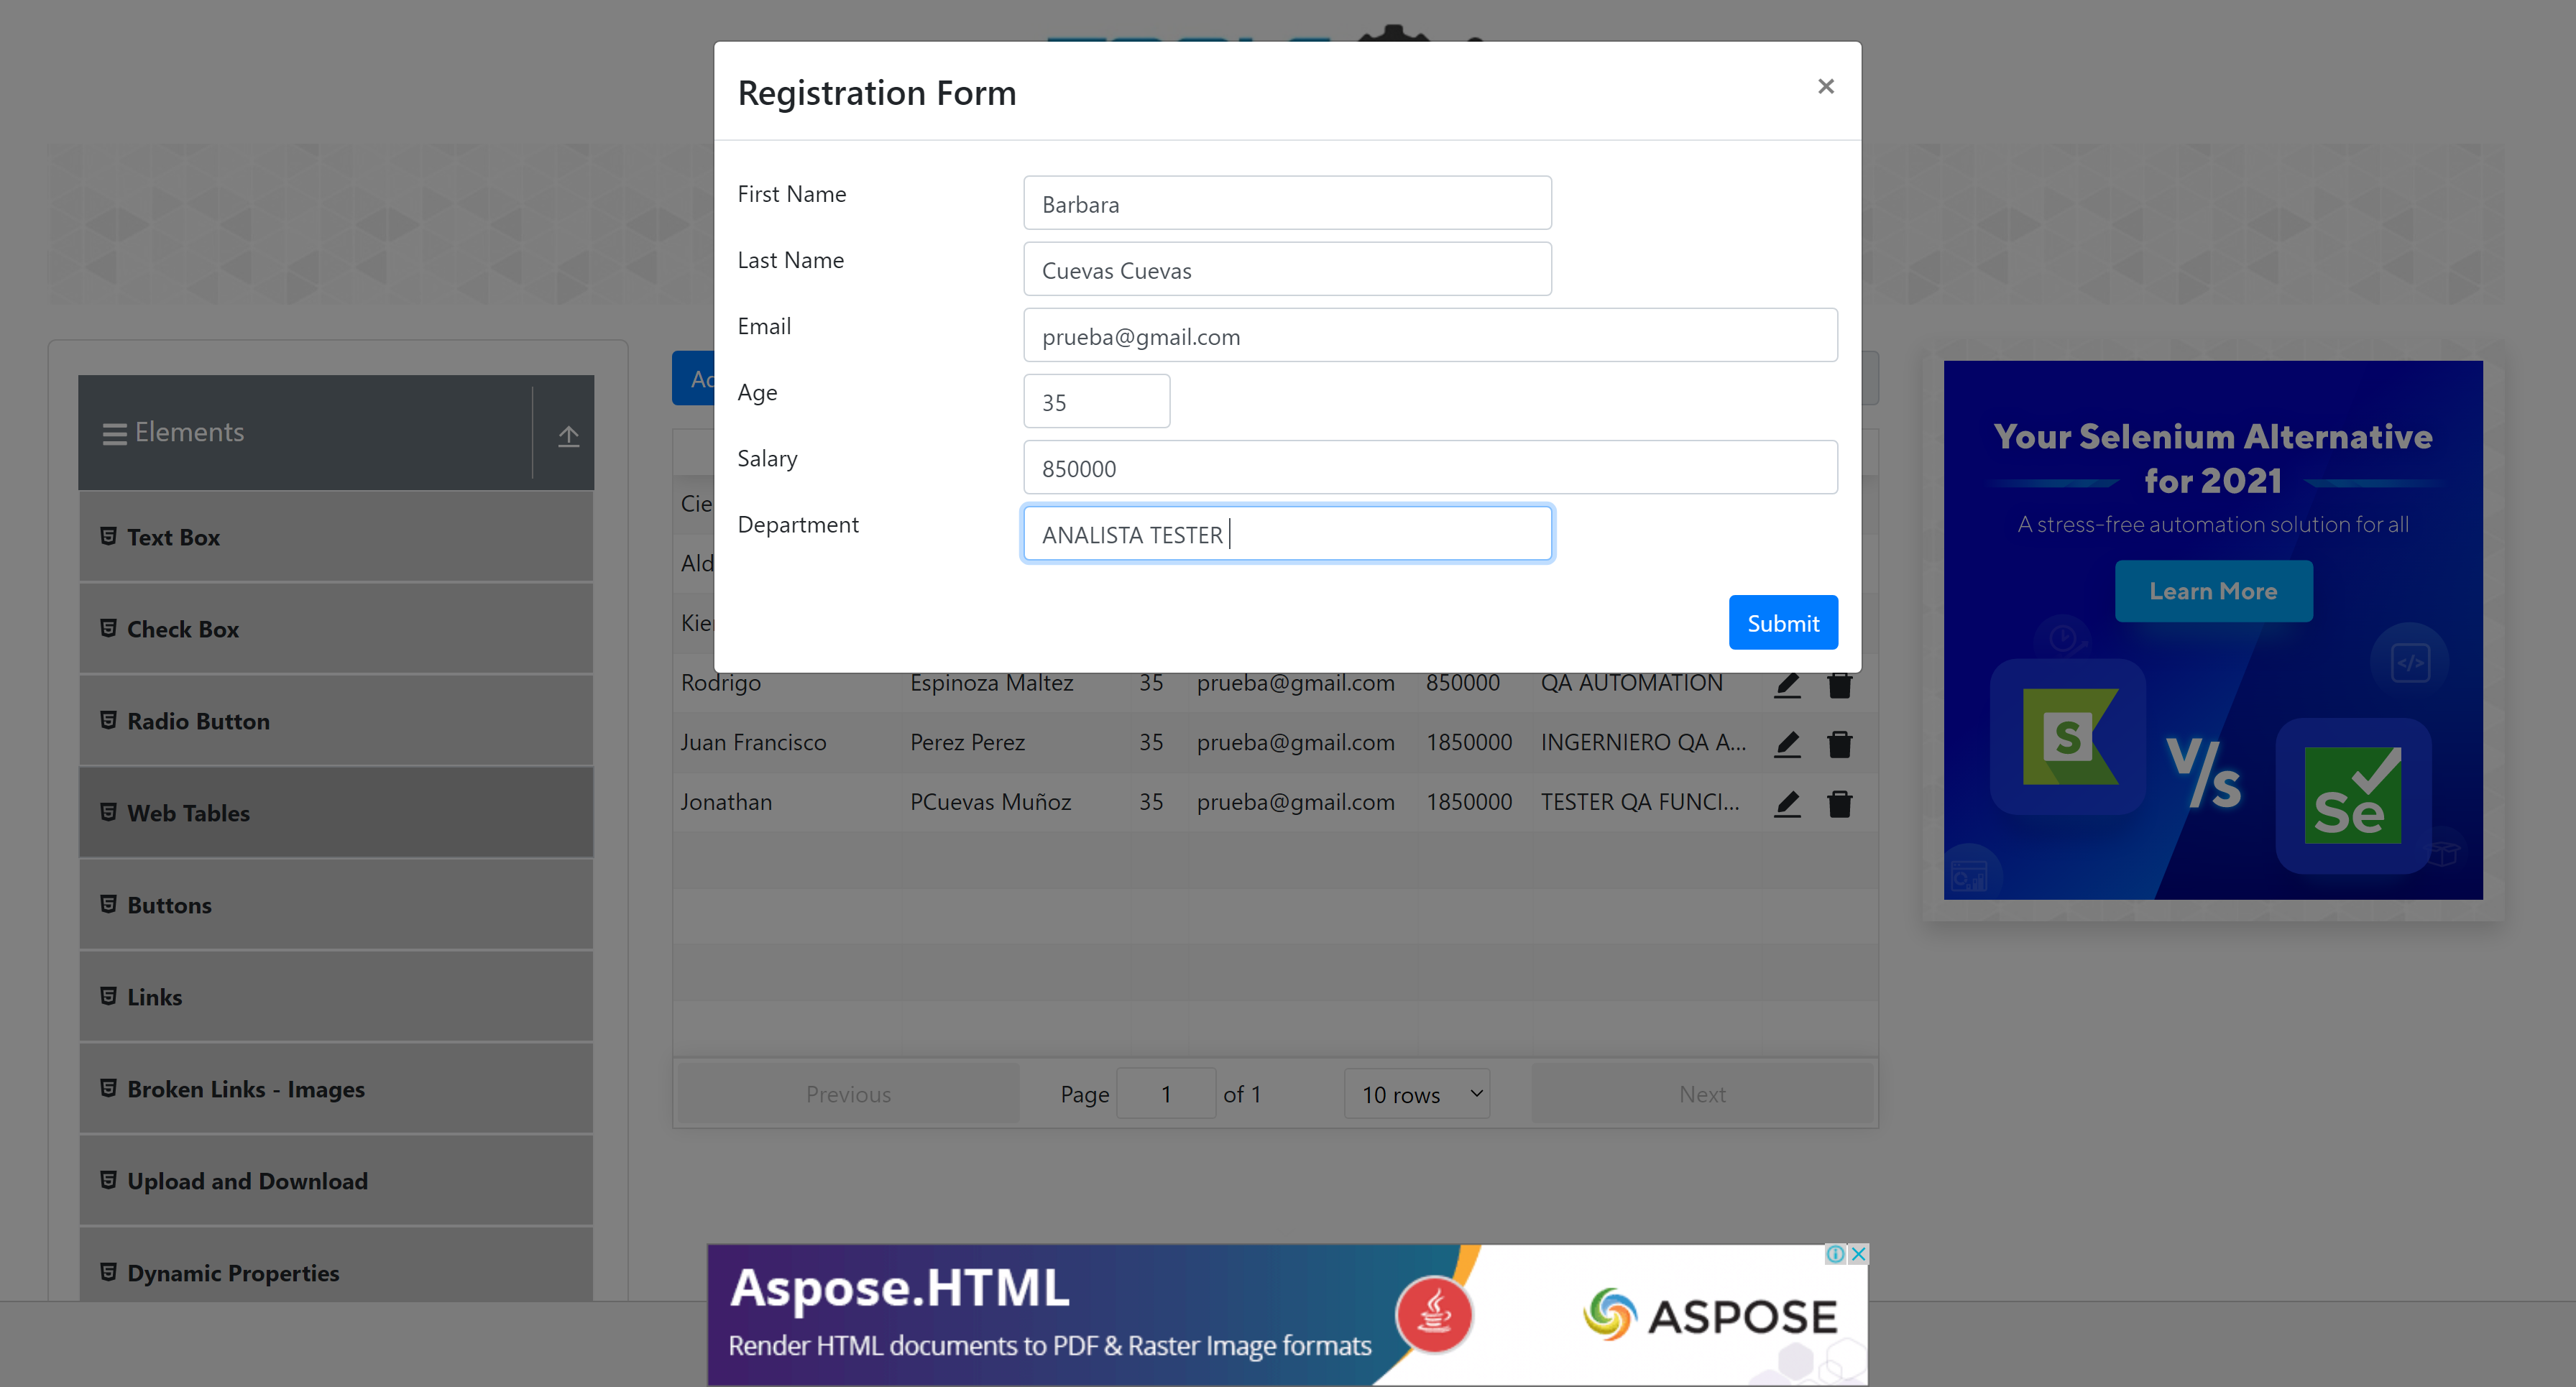 Registration Form ×
First Name Barbara
Last Name Cuevas Cuevas
Email prueba@gmail.com
Age 35
Salary 850000
Department ANALISTA TESTER
Submit
Elements
Text Box
Check Box
Radio Button
Web Tables
Buttons
Links
Broken Links - Images
Upload and Download
Dynamic Properties
Rodrigo Espinoza Maltez 35 prueba@gmail.com 850000 QA AUTOMATION
Juan Francisco Perez Perez 35 prueba@gmail.com 1850000 INGERNIERO QA A...
Jonathan PCuevas Muñoz 35 prueba@gmail.com 1850000 TESTER QA FUNCI...
Previous Page 1 of 1 10 rows Next
Your Selenium Alternative
for 2021
A stress-free automation solution for all
Learn More
S
V/s
Se
</>
Aspose.HTML
Render HTML documents to PDF & Raster Image formats
ASPOSE